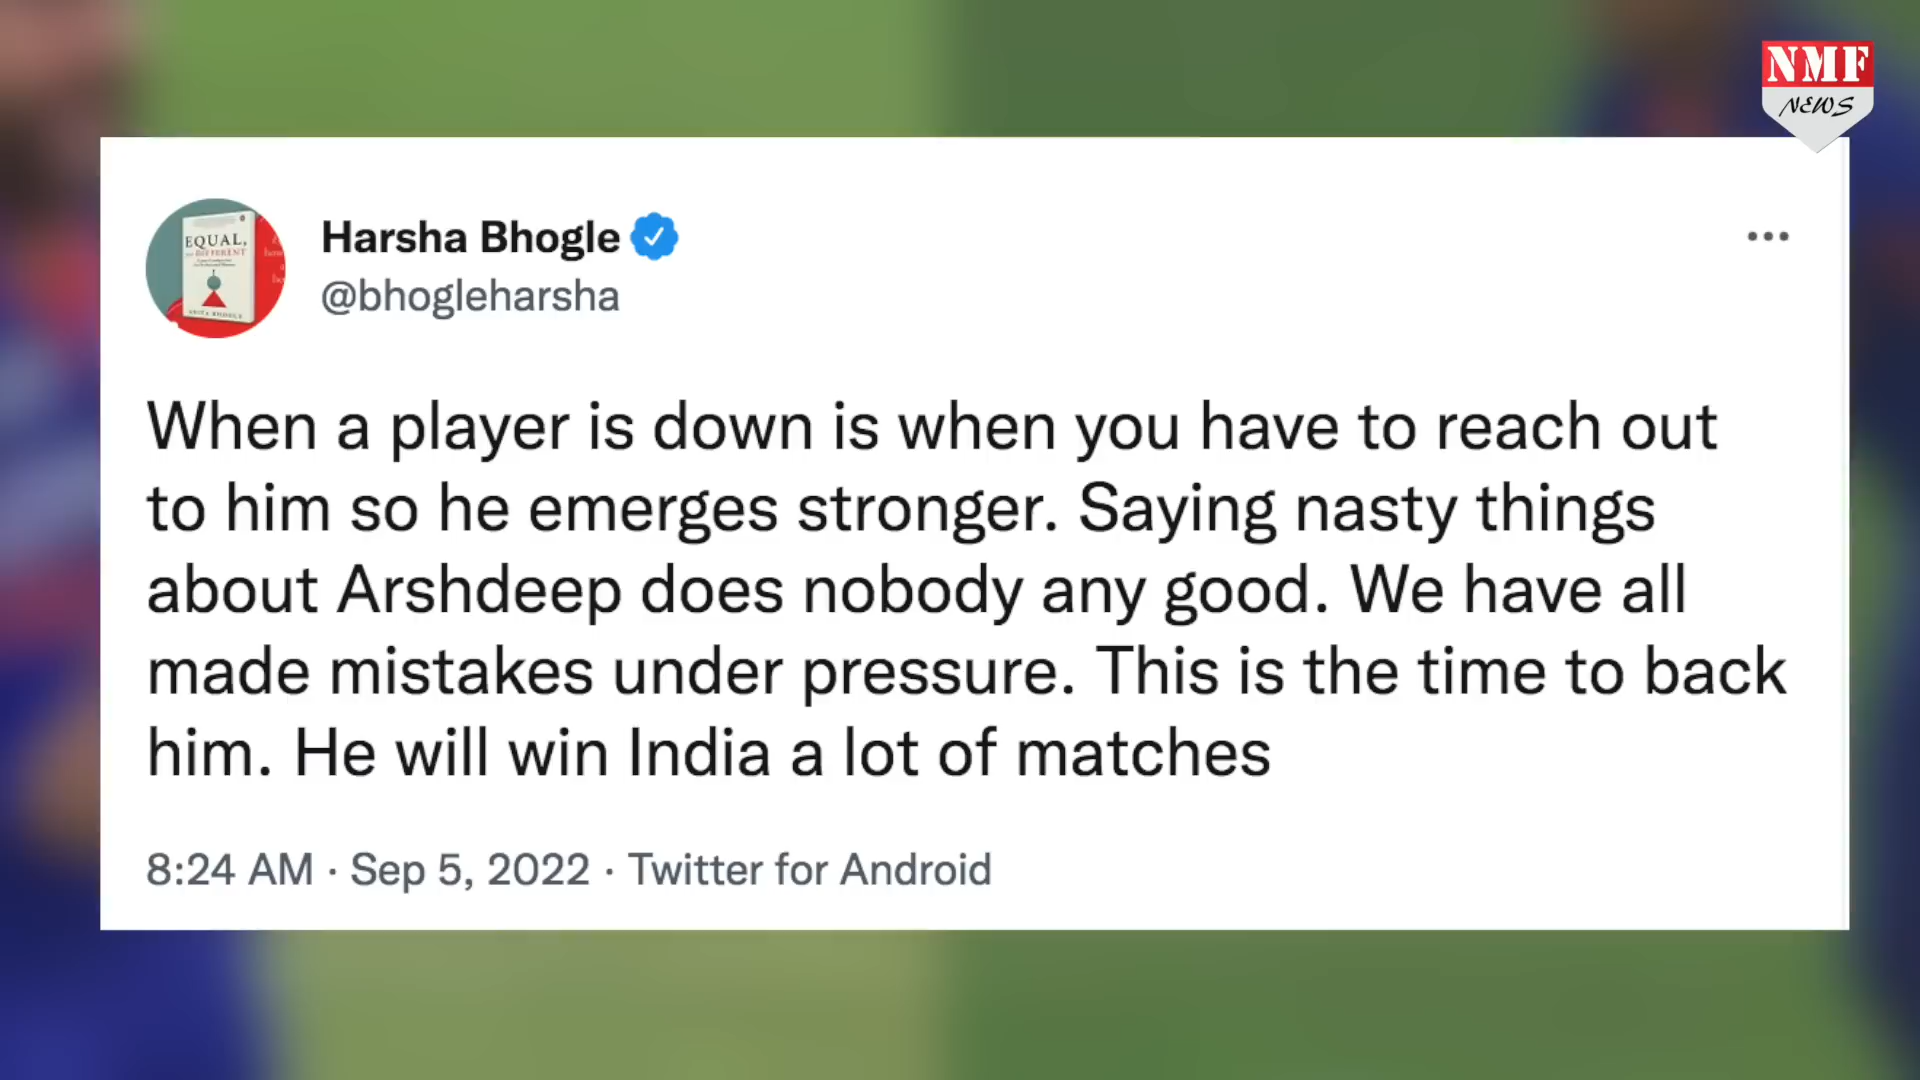 NMF
NEWS
EQUAL,
Harsha Bhogle
@bhogleharsha
When a player is down is when you have to reach out
to him so he emerges stronger. Saying nasty things
about Arshdeep does nobody any good. We have all
made mistakes under pressure. This is the time to back
him. He will win India a lot of matches
8:24 AM · Sep 5, 2022 · Twitter for Android